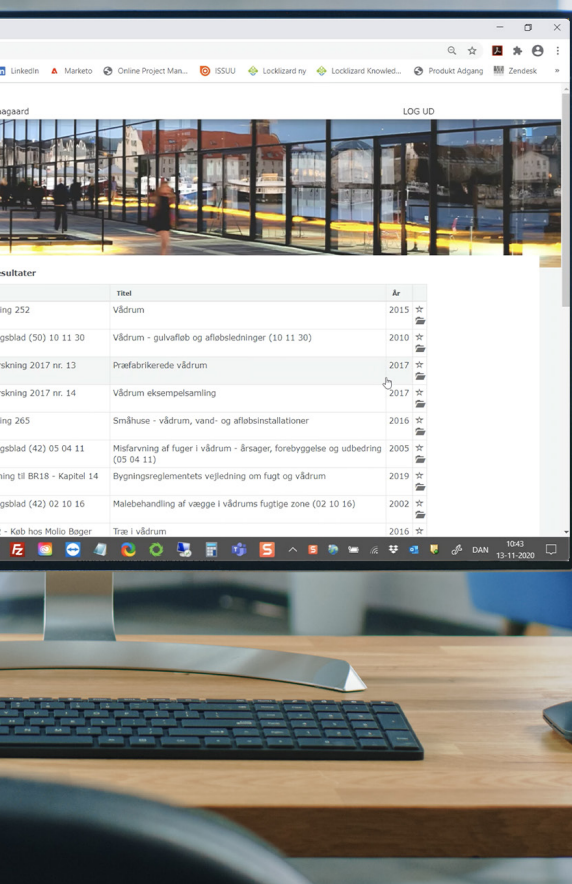 LinkedIn Marketo Online Project Man... ISSUU Locklizard ny Locklizard Knowled... Produkt Adgang Zendesk »
agaard LOG UD
esultater
Titel År
ing 252 Vådrum 2015
gsblad (50) 10 11 30 Vådrum - gulvafløb og afløbsledninger (10 11 30) 2010
rskning 2017 nr. 13 Præfabrikerede vådrum 2017
rskning 2017 nr. 14 Vådrum eksempelsamling 2017
ing 265 Småhuse - vådrum, vand- og afløbsinstallationer 2016
gsblad (42) 05 04 11 Misfarvning af fuger i vådrum - årsager, forebyggelse og udbedring 2005
(05 04 11)
ning til BR18 - Kapitel 14 Bygningsreglementets vejledning om fugt og vådrum 2019
gsblad (42) 02 10 16 Malebehandling af vægge i vådrums fugtige zone (02 10 16) 2002
- Køb hos Molio Bøger Træ i vådrum 2016
DAN 10:43
13-11-2020